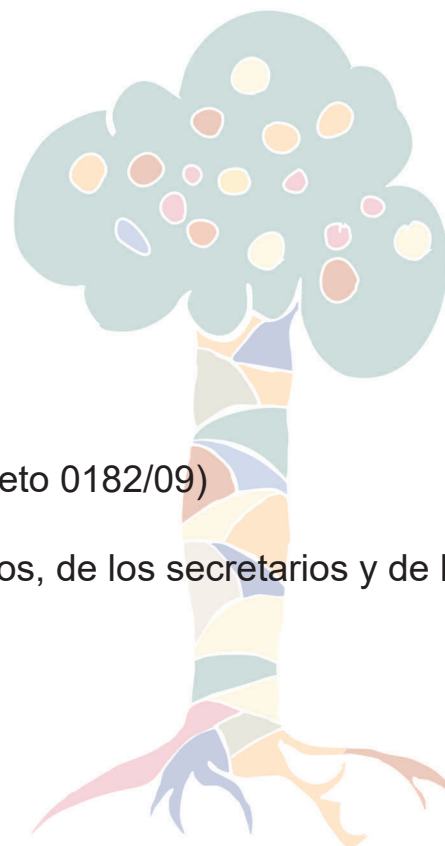 eto 0182/09)
os, de los secretarios y de l